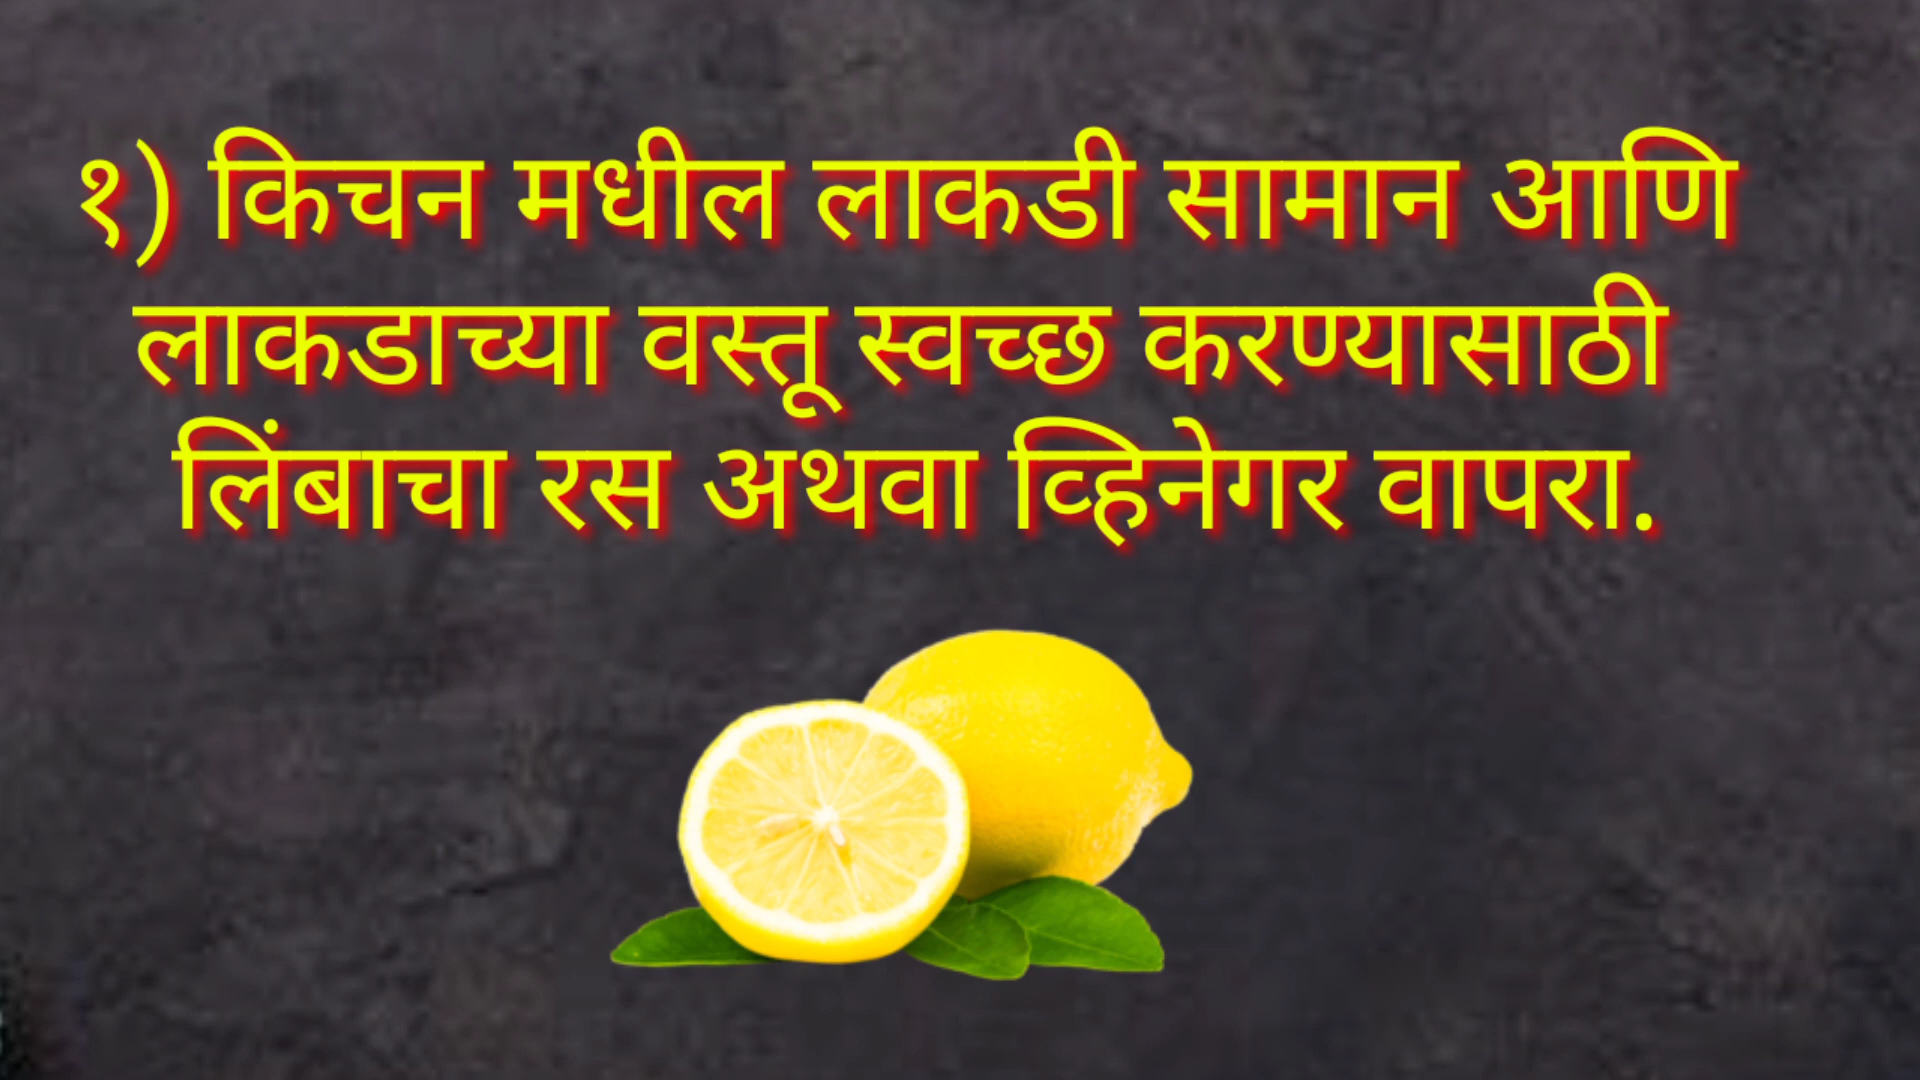 १) किचन मधील लाकडी सामान आणि
लाकडाच्या वस्तू स्वच्छ करण्यासाठी
लिंबाचा रस अथवा व्हिनेगर वापरा.